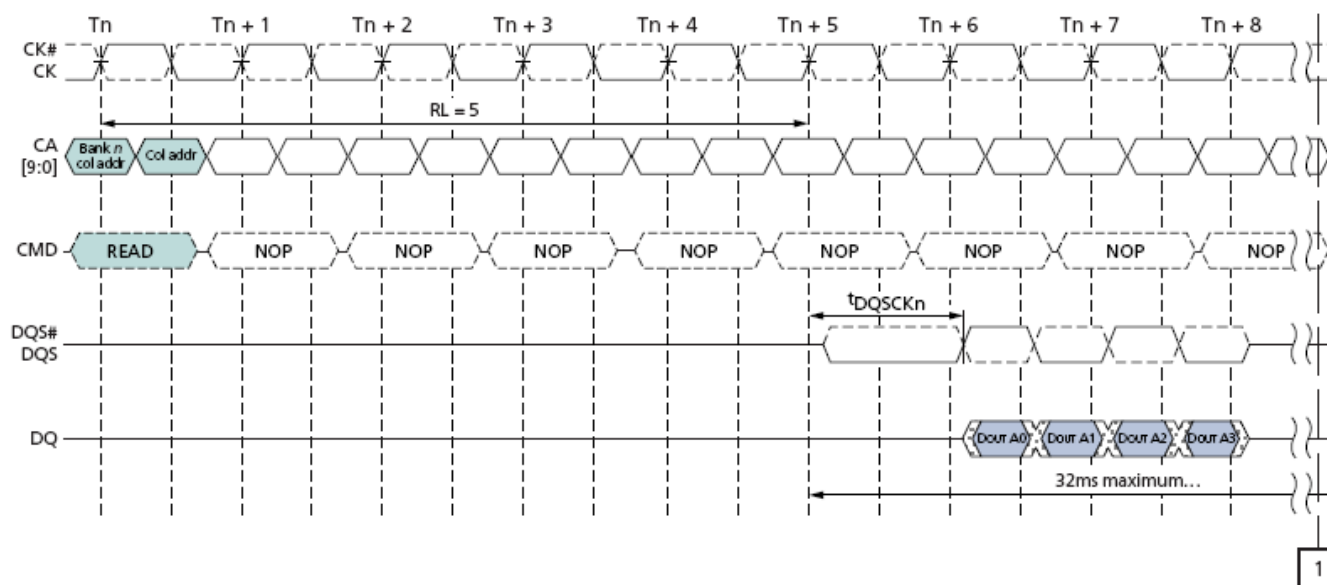 Tn Tn + 1 Tn + 2 Tn + 3 Tn + 4 Tn + 5 Tn + 6 Tn + 7 Tn + 8
CK#
CK
RL = 5
CA
[9:0]
Bank n
col addr
Col addr
CMD READ NOP NOP NOP NOP NOP NOP NOP NOP
tDQSCKn
DQS#
DQS
DQ DOUT A0 DOUT A1 DOUT A2 DOUT A3
32ms maximum…
1